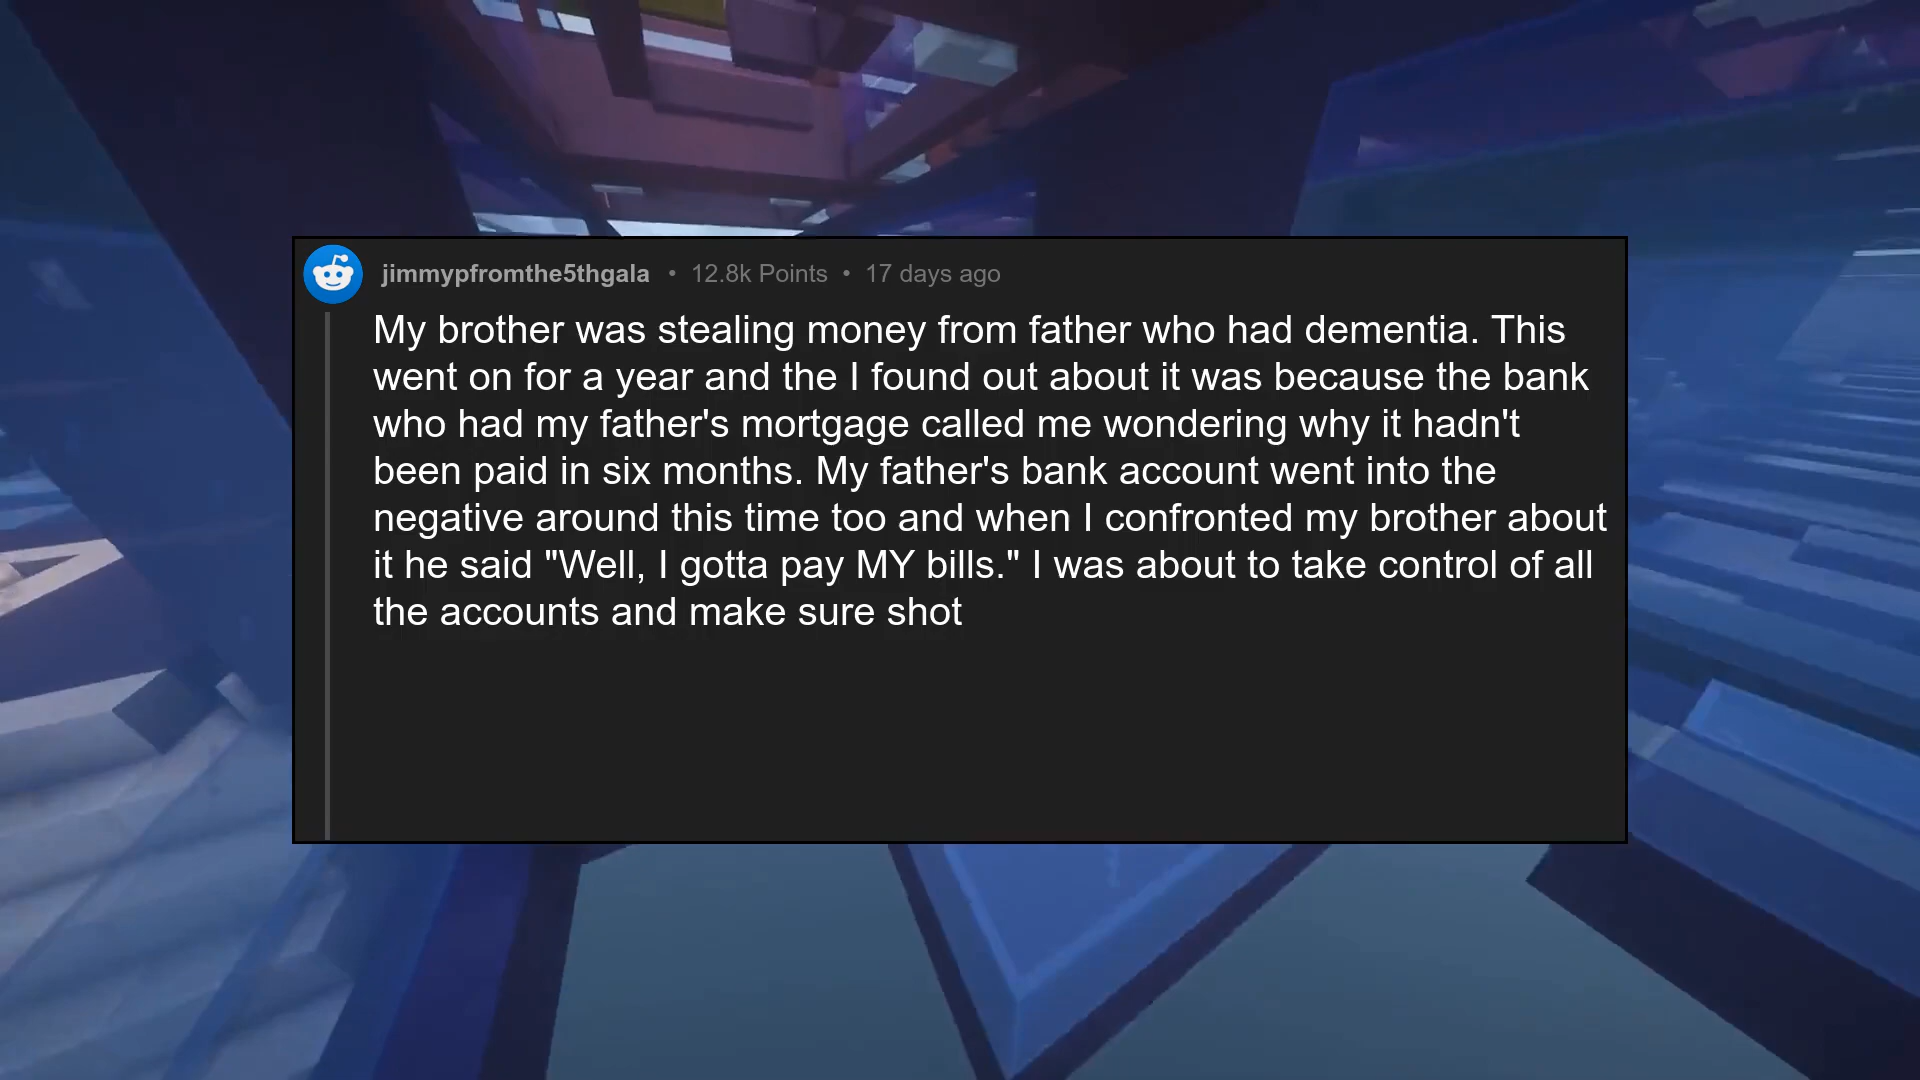 jimmypfromthe5thgala • 12.8k Points • 17 days ago
My brother was stealing money from father who had dementia. This
went on for a year and the I found out about it was because the bank
who had my father's mortgage called me wondering why it hadn't
been paid in six months. My father's bank account went into the
negative around this time too and when I confronted my brother about
it he said "Well, I gotta pay MY bills." I was about to take control of all
the accounts and make sure shot